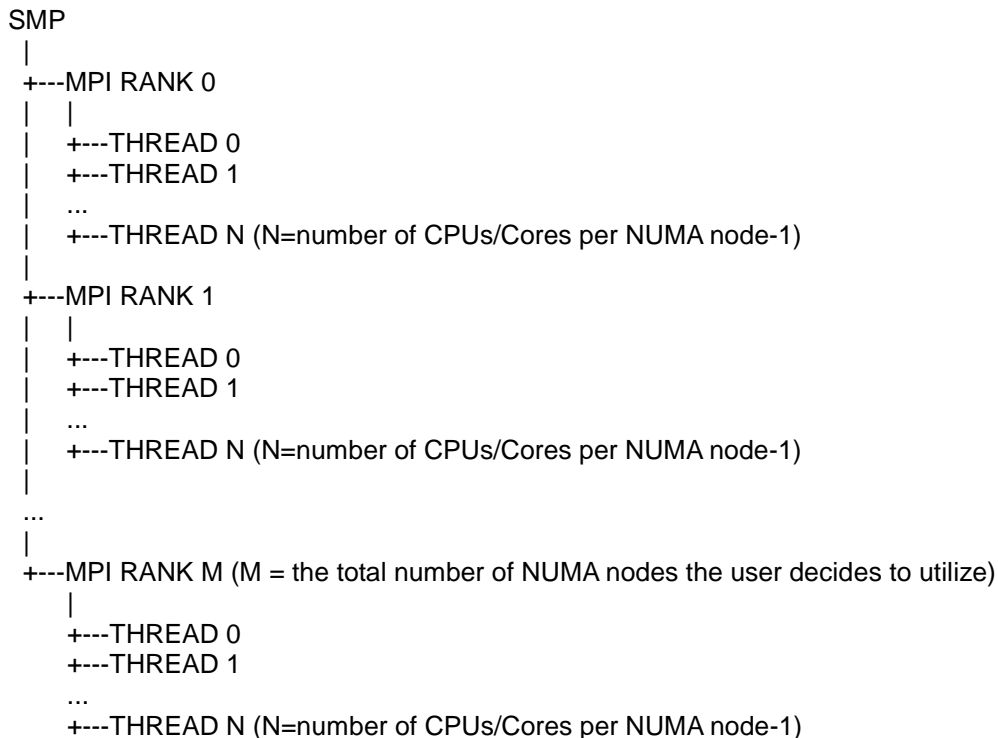 SMP
|
+---MPI RANK 0
|   |
|   +---THREAD 0
|   +---THREAD 1
|   ...
|   +---THREAD N (N=number of CPUs/Cores per NUMA node-1)
|
+---MPI RANK 1
|   |
|   +---THREAD 0
|   +---THREAD 1
|   ...
|   +---THREAD N (N=number of CPUs/Cores per NUMA node-1)
|
...
|
+---MPI RANK M (M = the total number of NUMA nodes the user decides to utilize)
    |
    +---THREAD 0
    +---THREAD 1
    ...
    +---THREAD N (N=number of CPUs/Cores per NUMA node-1)